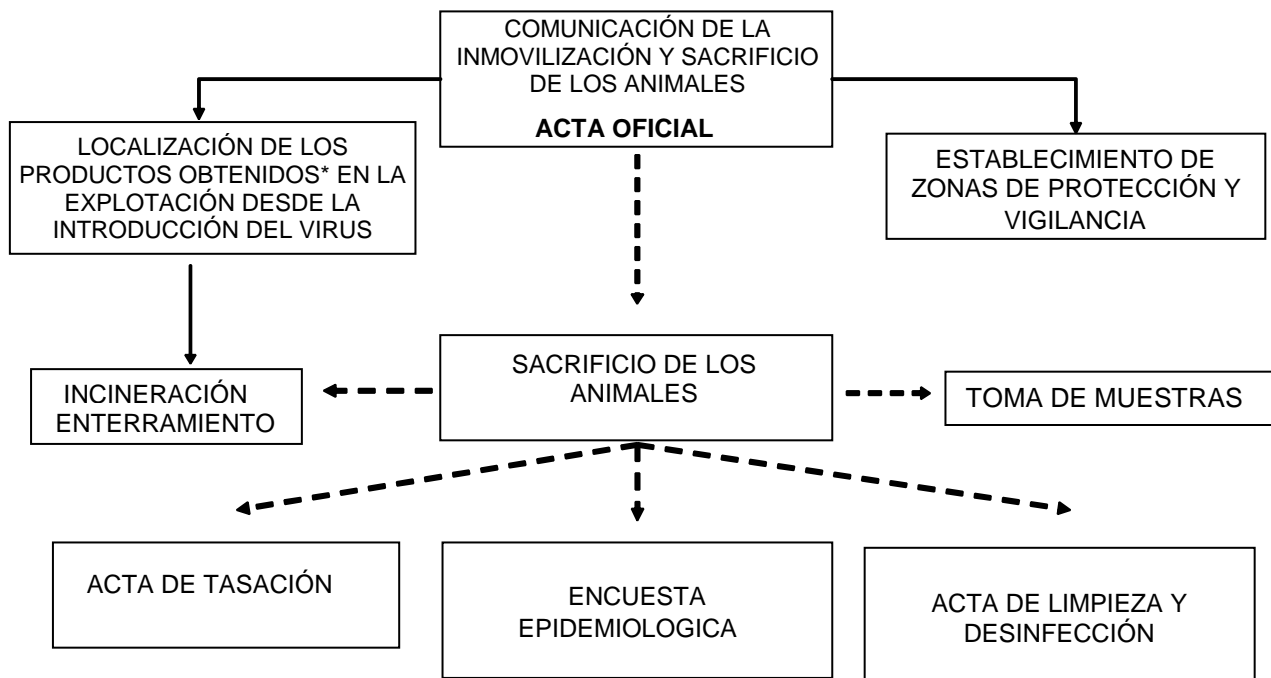 COMUNICACIÓN DE LA
INMOVILIZACIÓN Y SACRIFICIO
DE LOS ANIMALES
ACTA OFICIAL
LOCALIZACIÓN DE LOS
PRODUCTOS OBTENIDOS* EN LA
EXPLOTACIÓN DESDE LA
INTRODUCCIÓN DEL VIRUS
ESTABLECIMIENTO DE
ZONAS DE PROTECCIÓN Y
VIGILANCIA
INCINERACIÓN
ENTERRAMIENTO
SACRIFICIO DE LOS
ANIMALES
TOMA DE MUESTRAS
ACTA DE TASACIÓN
ENCUESTA
EPIDEMIOLOGICA
ACTA DE LIMPIEZA Y
DESINFECCIÓN